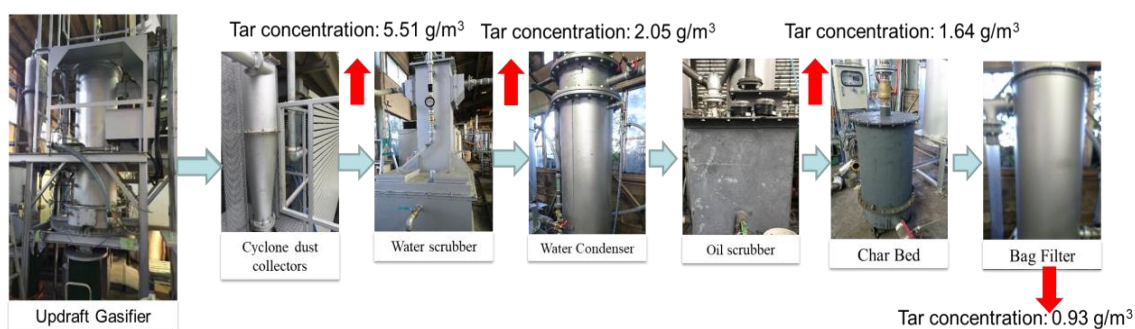 Tar concentration: 5.51 g/m³
Tar concentration: 2.05 g/m³
Tar concentration: 1.64 g/m³
Cyclone dust
collectors
Water scrubber
Water Condenser
Oil scrubber
Char Bed
Bag Filter
Updraft Gasifier
Tar concentration: 0.93 g/m³